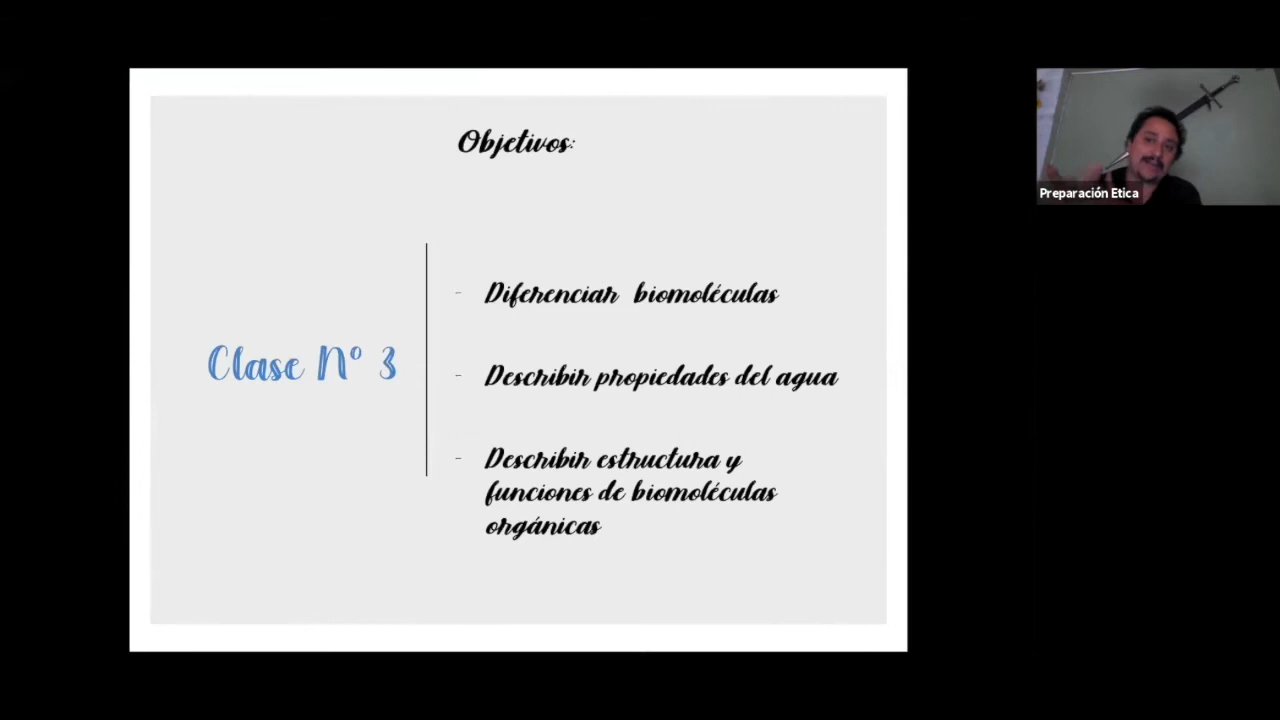 Objetivos:
Clase Nº 3
- Diferenciar biomoléculas
- Describir propiedades del agua
- Describir estructura y
funciones de biomoléculas
orgánicas
Preparación Etica